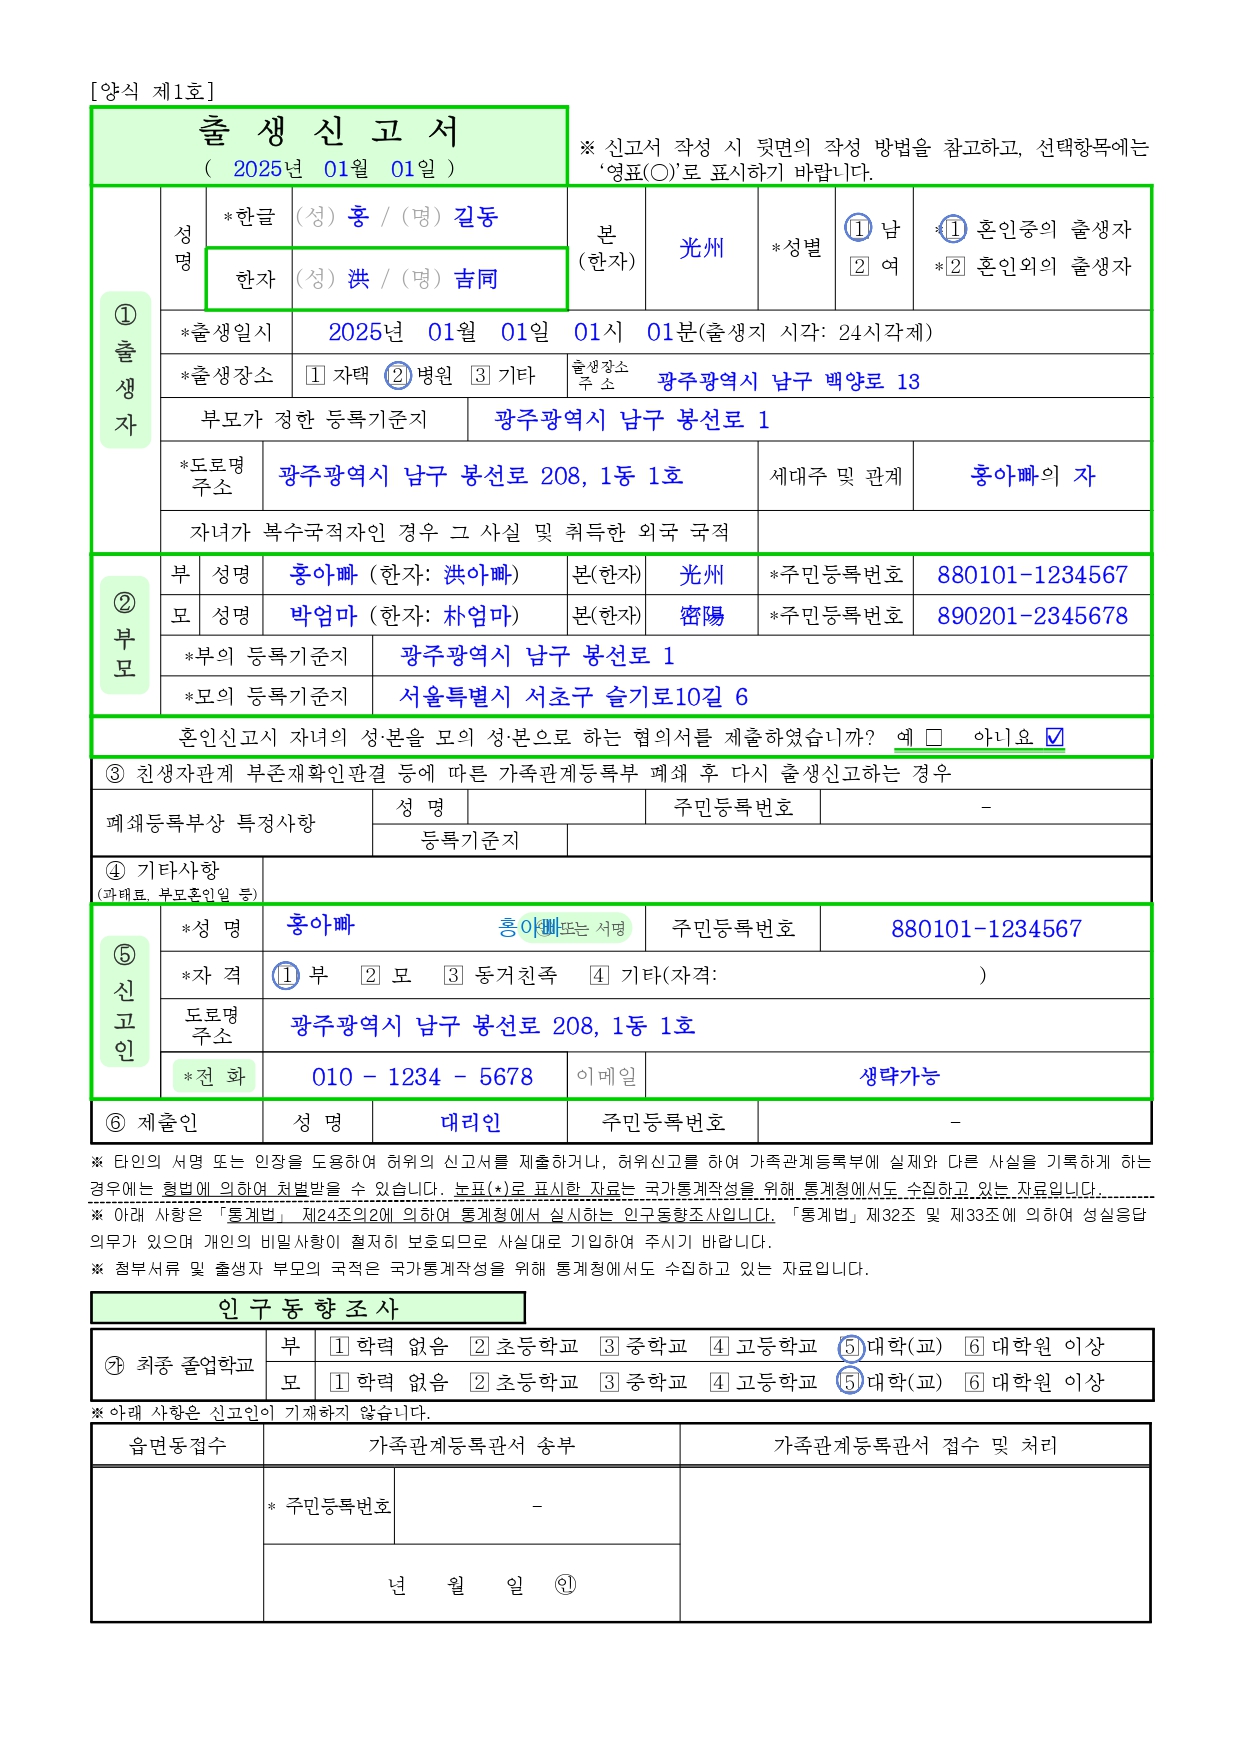 [양식 제1호]
출 생 신 고 서
( 2025년 01월 01일 )
※ 신고서 작성 시 뒷면의 작성 방법을 참고하고, 선택항목에는
‘영표(○)’로 표시하기 바랍니다.
① 출 생 자
성 명
*한글 (성) 홍 / (명) 길동
한자 (성) 洪 / (명) 吉同
본 (한자) 光州
*성별 1 남
2 여
*1 혼인중의 출생자
*2 혼인외의 출생자
*출생일시 2025년 01월 01일 01시 01분(출생지 시각: 24시각제)
*출생장소 1 자택 2 병원 3 기타 출생장소 주 소 광주광역시 남구 백양로 13
부모가 정한 등록기준지 광주광역시 남구 봉선로 1
*도로명 주소 광주광역시 남구 봉선로 208, 1동 1호 세대주 및 관계 홍아빠의 자
자녀가 복수국적자인 경우 그 사실 및 취득한 외국 국적
② 부 모
부 성명 홍아빠 (한자: 洪아빠) 본(한자) 光州 *주민등록번호 880101-1234567
모 성명 박엄마 (한자: 朴엄마) 본(한자) 密陽 *주민등록번호 890201-2345678
*부의 등록기준지 광주광역시 남구 봉선로 1
*모의 등록기준지 서울특별시 서초구 슬기로10길 6
혼인신고시 자녀의 성·본을 모의 성·본으로 하는 협의서를 제출하였습니까? 예 □ 아니요 ☑
③ 친생자관계 부존재확인판결 등에 따른 가족관계등록부 폐쇄 후 다시 출생신고하는 경우
폐쇄등록부상 특정사항 성 명 주민등록번호 -
등록기준지
④ 기타사항
(과태료, 부모혼인일 등)
⑤ 신 고 인
*성 명 홍아빠 홍아빠 ㊞ 또는 서명 주민등록번호 880101-1234567
*자 격 1 부 2 모 3 동거친족 4 기타(자격: )
도로명 주소 광주광역시 남구 봉선로 208, 1동 1호
*전 화 010 - 1234 - 5678 이메일 생략가능
⑥ 제출인 성 명 대리인 주민등록번호 -
※ 타인의 서명 또는 인장을 도용하여 허위의 신고서를 제출하거나, 허위신고를 하여 가족관계등록부에 실제와 다른 사실을 기록하게 하는
경우에는 형법에 의하여 처벌받을 수 있습니다. 눈표(*)로 표시한 자료는 국가통계작성을 위해 통계청에서도 수집하고 있는 자료입니다.
※ 아래 사항은 「통계법」 제24조의2에 의하여 통계청에서 실시하는 인구동향조사입니다. 「통계법」제32조 및 제33조에 의하여 성실응답
의무가 있으며 개인의 비밀사항이 철저히 보호되므로 사실대로 기입하여 주시기 바랍니다.
※ 첨부서류 및 출생자 부모의 국적은 국가통계작성을 위해 통계청에서도 수집하고 있는 자료입니다.
인 구 동 향 조 사
㉮ 최종 졸업학교
부 1 학력 없음 2 초등학교 3 중학교 4 고등학교 5 대학(교) 6 대학원 이상
모 1 학력 없음 2 초등학교 3 중학교 4 고등학교 5 대학(교) 6 대학원 이상
※ 아래 사항은 신고인이 기재하지 않습니다.
읍면동접수 가족관계등록관서 송부 가족관계등록관서 접수 및 처리
* 주민등록번호 -
년 월 일 ㊞